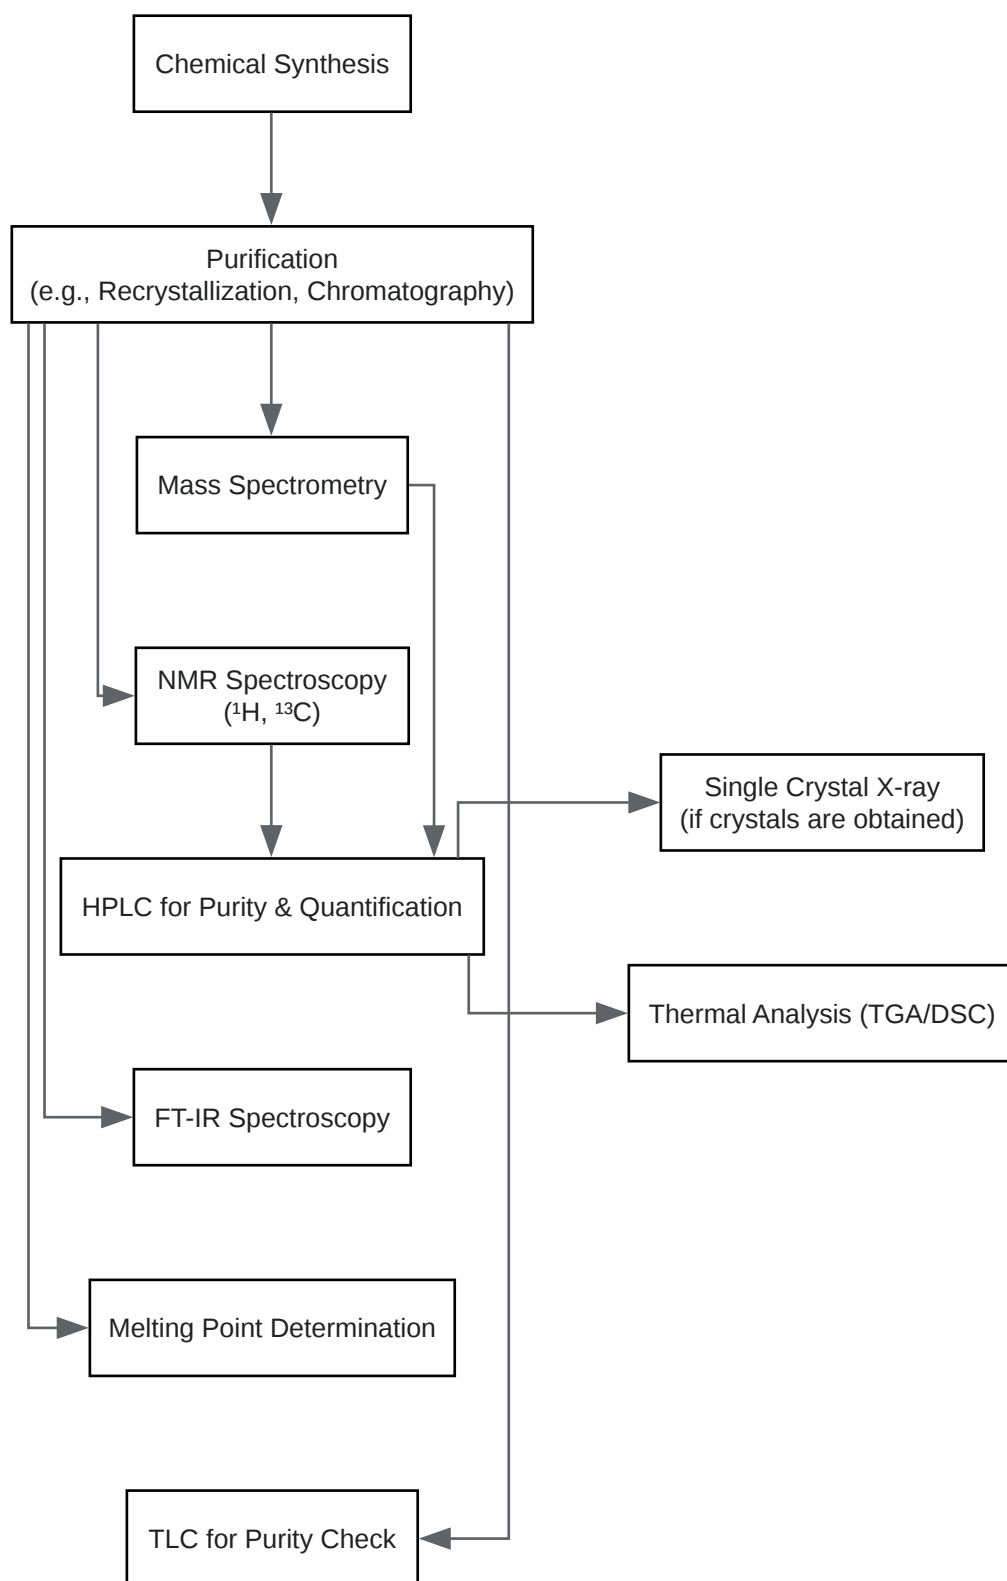 Chemical Synthesis
Purification
(e.g., Recrystallization, Chromatography)
Mass Spectrometry
NMR Spectroscopy
(¹H, ¹³C)
Single Crystal X-ray
(if crystals are obtained)
HPLC for Purity & Quantification
Thermal Analysis (TGA/DSC)
FT-IR Spectroscopy
Melting Point Determination
TLC for Purity Check